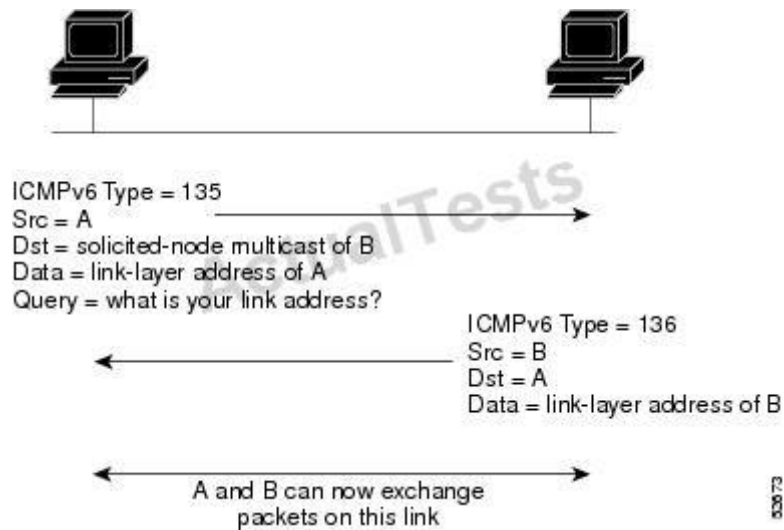 ICMPv6 Type = 135
Src = A
Dst = solicited-node multicast of B
Data = link-layer address of A
Query = what is your link address?
ActualTests
ICMPv6 Type = 136
Src = B
Dst = A
Data = link-layer address of B
A and B can now exchange
packets on this link